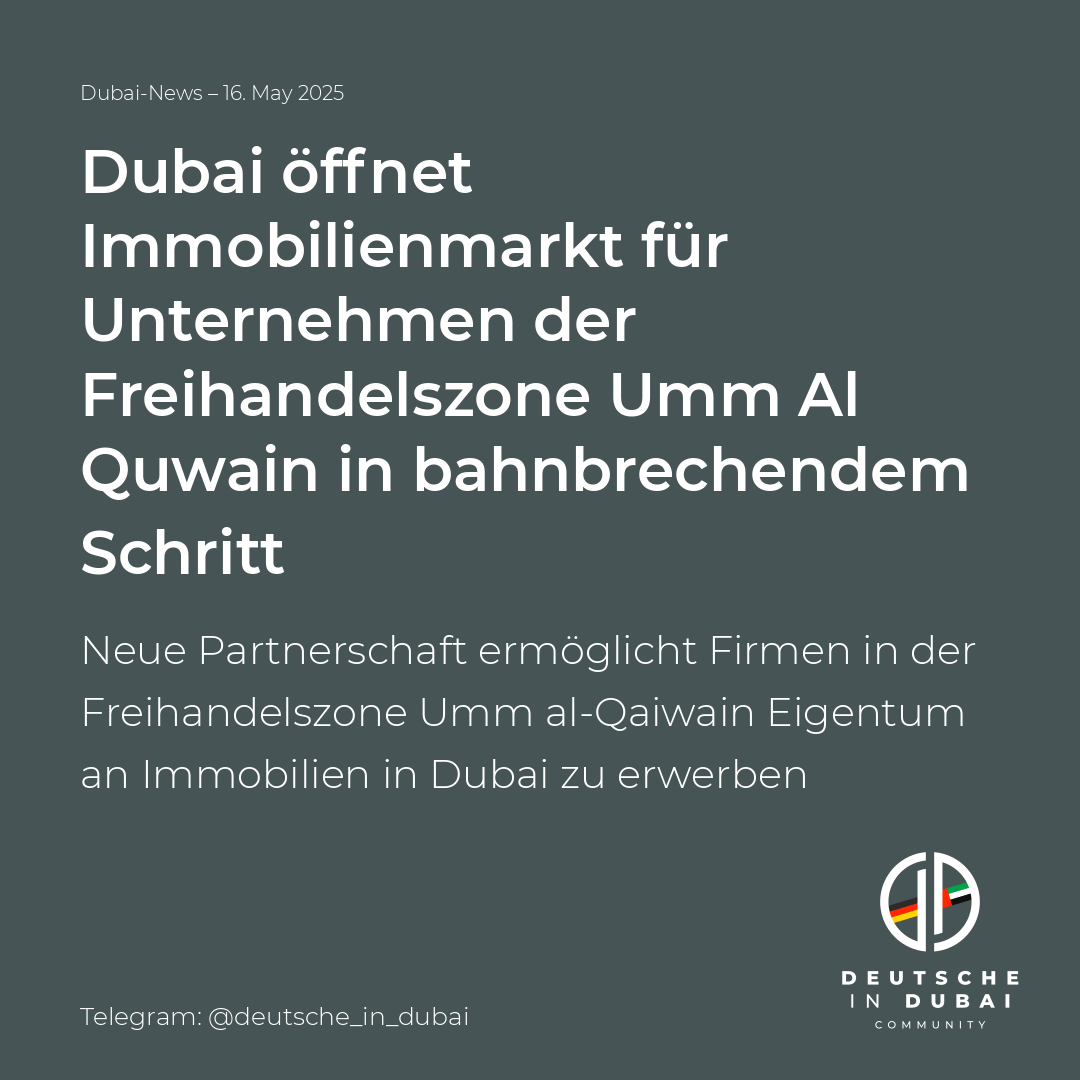 Dubai-News – 16. May 2025
Dubai öffnet
Immobilienmarkt für
Unternehmen der
Freihandelszone Umm Al
Quwain in bahnbrechendem
Schritt
Neue Partnerschaft ermöglicht Firmen in der
Freihandelszone Umm al-Qaiwain Eigentum
an Immobilien in Dubai zu erwerben
DEUTSCHE
IN DUBAI
COMMUNITY
Telegram: @deutsche_in_dubai